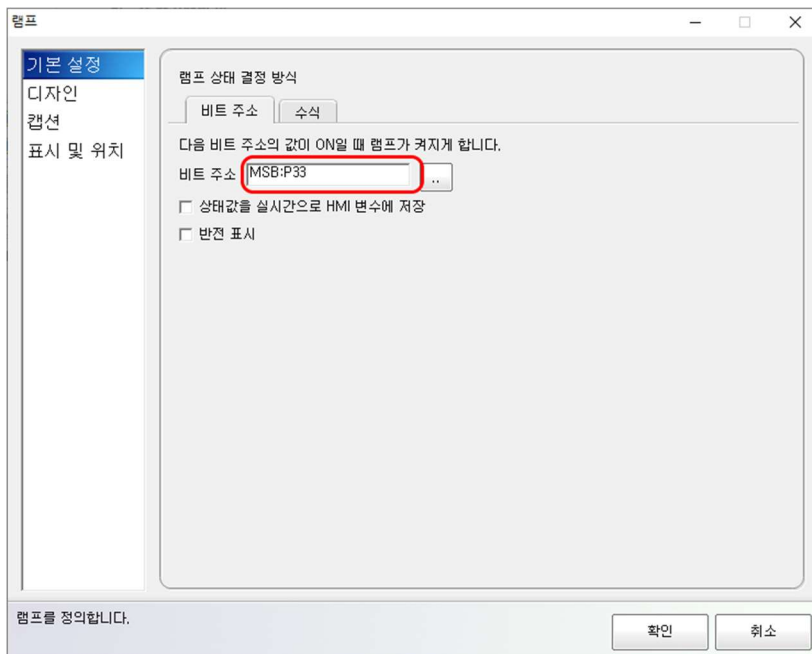 램프
기본 설정
디자인
캡션
표시 및 위치
램프 상태 결정 방식
비트 주소
수식
다음 비트 주소의 값이 ON일 때 램프가 켜지게 합니다.
비트 주소 MSB:P33 ..
상태값을 실시간으로 HMI 변수에 저장
반전 표시
램프를 정의합니다.
확인
취소